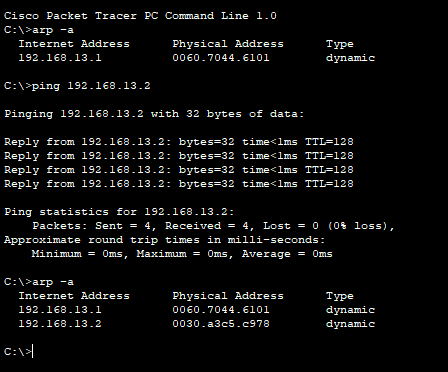 Cisco Packet Tracer PC Command Line 1.0
C:\>arp -a
Internet Address Physical Address Type
192.168.13.1 0060.7044.6101 dynamic
C:\>ping 192.168.13.2
Pinging 192.168.13.2 with 32 bytes of data:
Reply from 192.168.13.2: bytes=32 time<1ms TTL=128
Reply from 192.168.13.2: bytes=32 time<1ms TTL=128
Reply from 192.168.13.2: bytes=32 time<1ms TTL=128
Reply from 192.168.13.2: bytes=32 time<1ms TTL=128
Ping statistics for 192.168.13.2:
Packets: Sent = 4, Received = 4, Lost = 0 (0% loss),
Approximate round trip times in milli-seconds:
Minimum = 0ms, Maximum = 0ms, Average = 0ms
C:\>arp -a
Internet Address Physical Address Type
192.168.13.1 0060.7044.6101 dynamic
192.168.13.2 0030.a3c5.c978 dynamic
C:\>